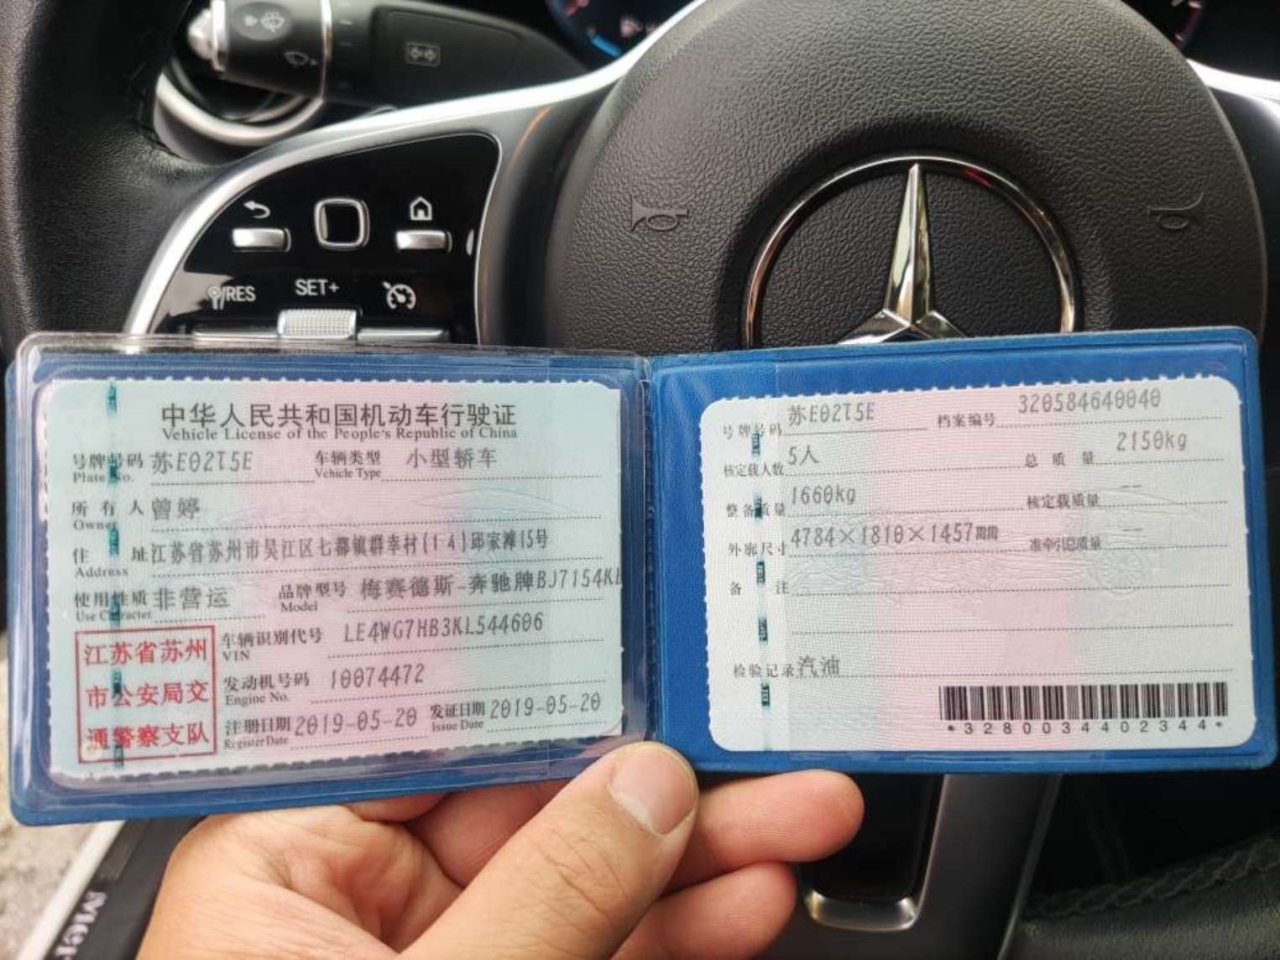 RES
SET+
中华人民共和国机动车行驶证
Vehicle License of the People's Republic of China
号牌号码 苏E02T5E 车辆类型 小型轿车
Plate No. Vehicle Type
所有人 曾婷
Owner
住址 江苏省苏州市吴江区七都镇群幸村(14)邱家滩15号
Address
使用性质 非营运 品牌型号 梅赛德斯-奔驰牌BJ7154K
Use Character Model
江苏省苏州
市公安局交
通警察支队
车辆识别代号 LE4WG7HB3KL544606
VIN
发动机号码 10074472
Engine No.
注册日期 2019-05-20 发证日期 2019-05-20
Register Date Issue Date
号牌号码 苏E02T5E 档案编号 320584640040
核定载人数 5人 总质量 2150kg
整备质量 1660kg 核定载质量 --
外廓尺寸 4784×1810×1457 准牵引总质量 --
备注
检验记录 汽油
*3280034402344*
Mer